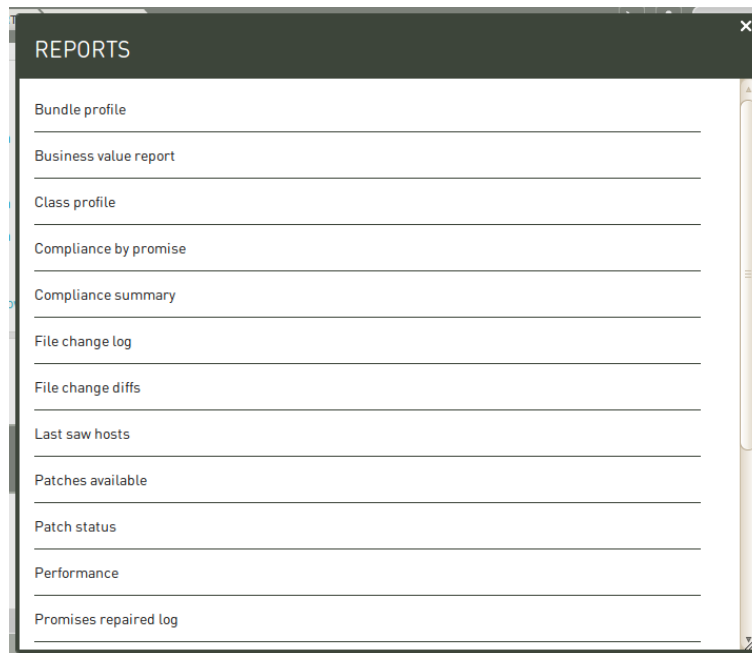 REPORTS
Bundle profile
Business value report
Class profile
Compliance by promise
Compliance summary
File change log
File change diffs
Last saw hosts
Patches available
Patch status
Performance
Promises repaired log